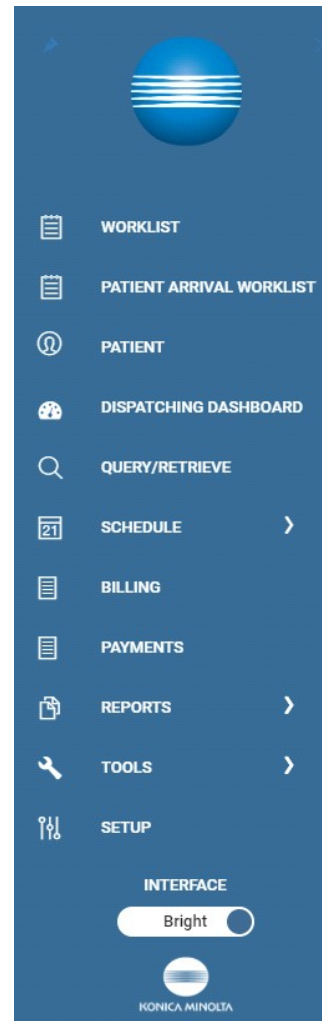 WORKLIST
PATIENT ARRIVAL WORKLIST
PATIENT
DISPATCHING DASHBOARD
QUERY/RETRIEVE
21
SCHEDULE
BILLING
PAYMENTS
REPORTS
TOOLS
SETUP
INTERFACE
Bright
KONICA MINOLTA